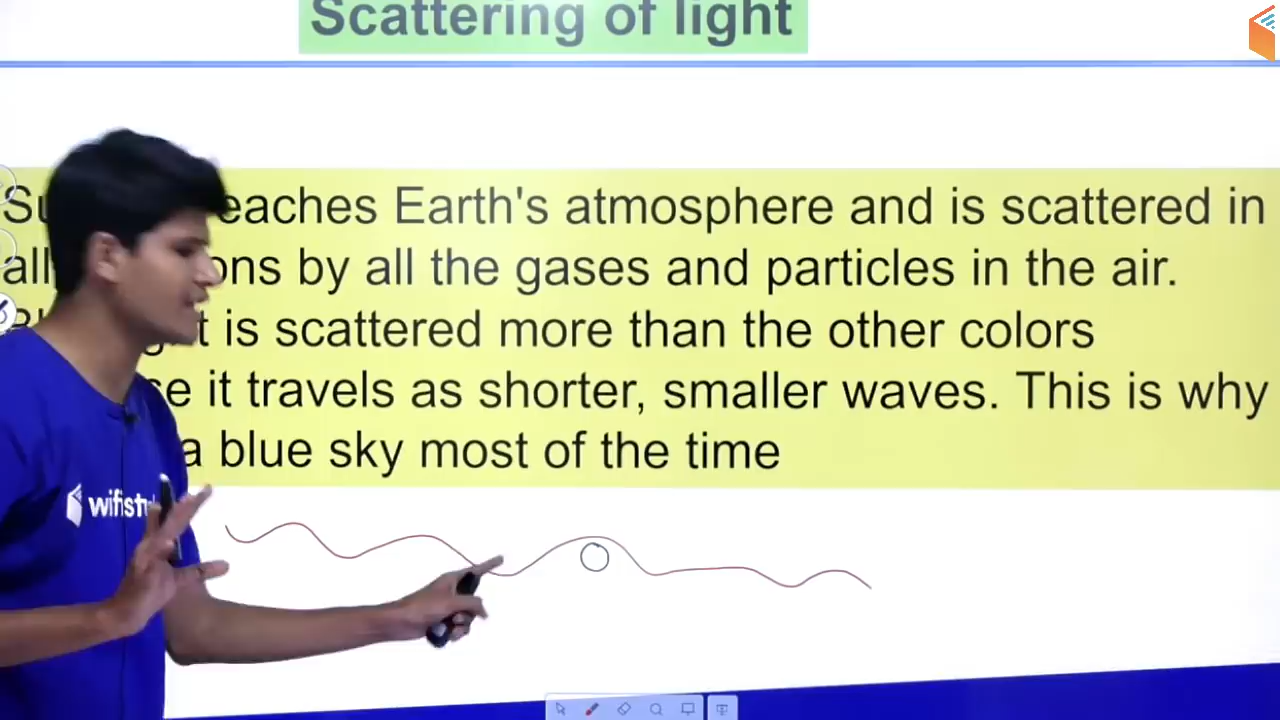 Scattering of light
eaches Earth's atmosphere and is scattered in
all ons by all the gases and particles in the air.
is scattered more than the other colors
it travels as shorter, smaller waves. This is why
a blue sky most of the time
wifistu